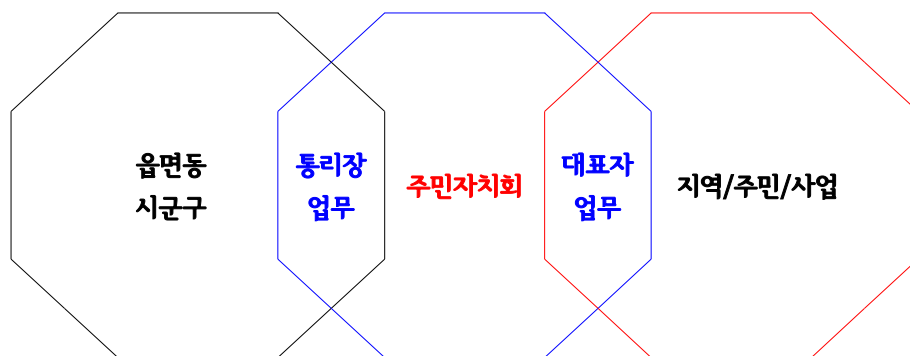 읍면동
시군구
통리장
업무
주민자치회
대표자
업무
지역/주민/사업